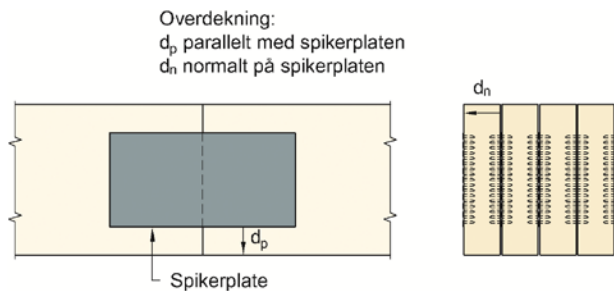 Overdekning:
dp parallelt med spikerplaten
dn normalt på spikerplaten
dn
dp
Spikerplate